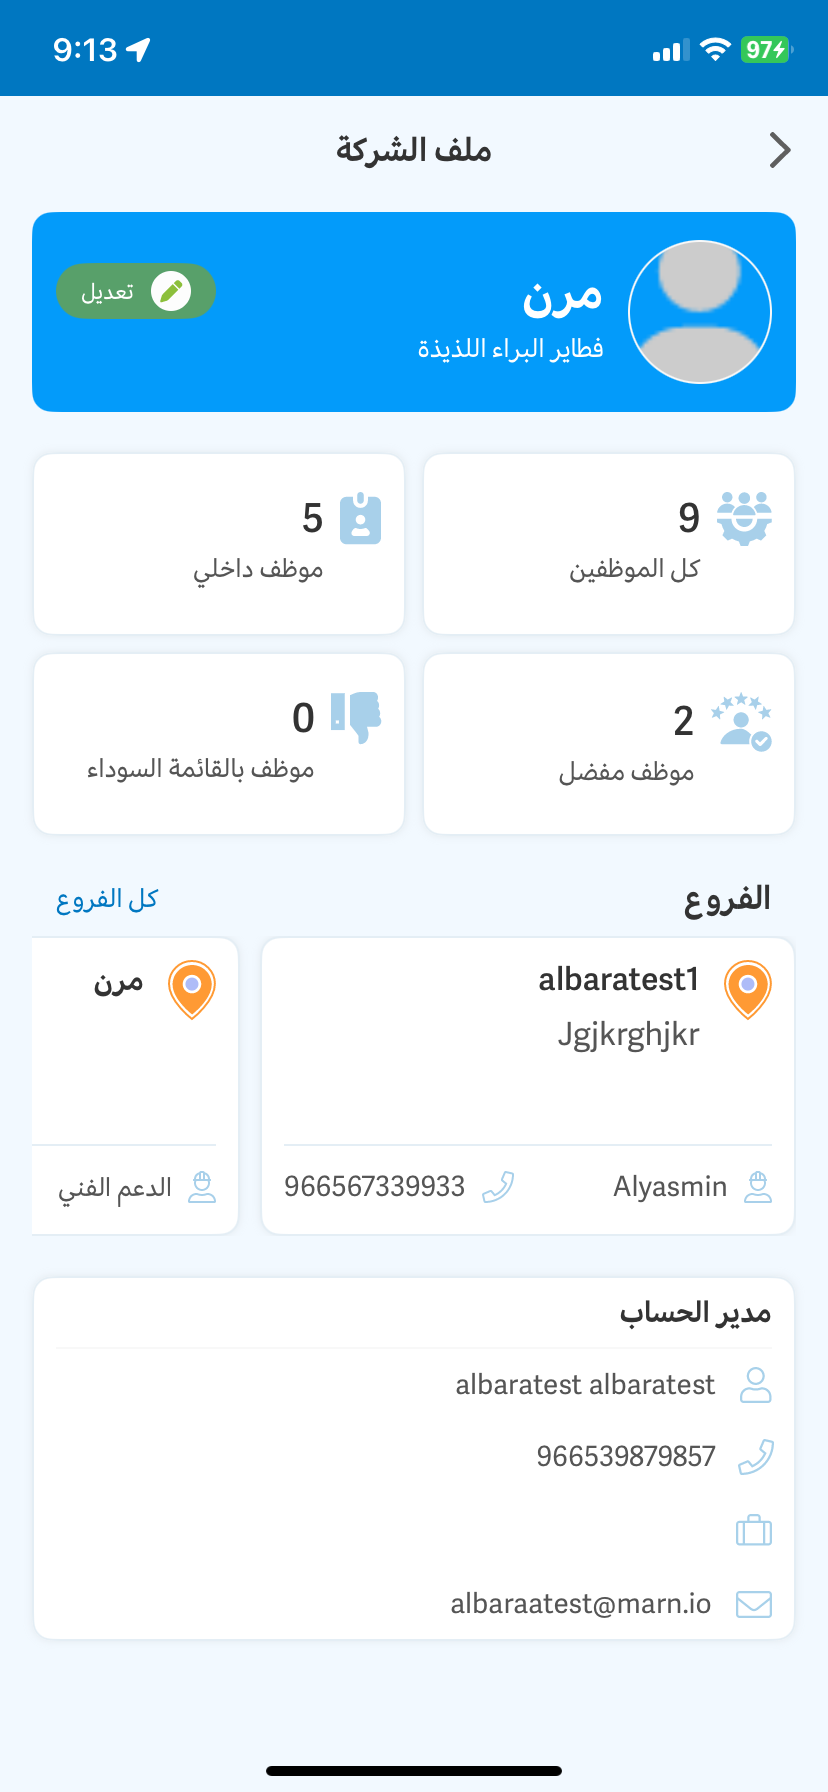 9:13
97
ملف الشركة
مرن
فطاير البراء اللذيذة
تعديل
9
كل الموظفين
5
موظف داخلي
2
موظف مفضل
0
موظف بالقائمة السوداء
الفروع
كل الفروع
albaratest1
Jgjkrghjkr
Alyasmin
966567339933
مرن
الدعم الفني
مدير الحساب
albaratest albaratest
966539879857
albaraatest@marn.io